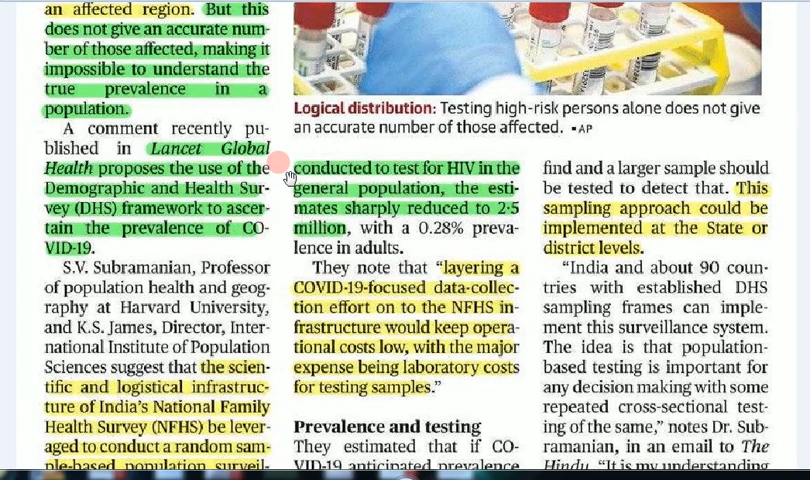 an affected region. But this
does not give an accurate num-
ber of those affected, making it
impossible to understand the
true prevalence in a
population.
A comment recently pu-
blished in Lancet Global
Health proposes the use of the
Demographic and Health Sur-
vey (DHS) framework to ascer-
tain the prevalence of CO-
VID-19.
S.V. Subramanian, Professor
of population health and geog-
raphy at Harvard University,
and K.S. James, Director, Inter-
national Institute of Population
Sciences suggest that the scien-
tific and logistical infrastruc-
ture of India's National Family
Health Survey (NFHS) be lever-
aged to conduct a random sam-
ple-based population surveil-
Logical distribution: Testing high-risk persons alone does not give
an accurate number of those affected. ▪AP
conducted to test for HIV in the
general population, the esti-
mates sharply reduced to 2·5
million, with a 0.28% preva-
lence in adults.
They note that “layering a
COVID-19-focused data-collec-
tion effort on to the NFHS in-
frastructure would keep opera-
tional costs low, with the major
expense being laboratory costs
for testing samples.”
Prevalence and testing
They estimated that if CO-
VID-19 anticipated prevalence
find and a larger sample should
be tested to detect that. This
sampling approach could be
implemented at the State or
district levels.
“India and about 90 coun-
tries with established DHS
sampling frames can imple-
ment this surveillance system.
The idea is that population-
based testing is important for
any decision making with some
repeated cross-sectional test-
ing of the same,” notes Dr. Sub-
ramanian, in an email to The
Hindu. “It is my understanding